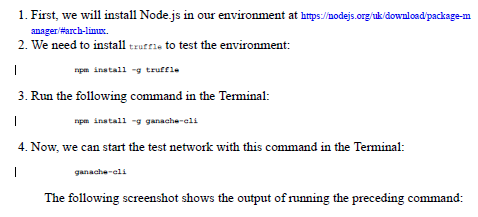 1. First, we will install Node.js in our environment at https://nodejs.org/uk/download/package-m
anager/#arch-linux.
2. We need to install truffle to test the environment:
npm install -g truffle
3. Run the following command in the Terminal:
npm install -g ganache-cli
4. Now, we can start the test network with this command in the Terminal:
ganache-cli
The following screenshot shows the output of running the preceding command: